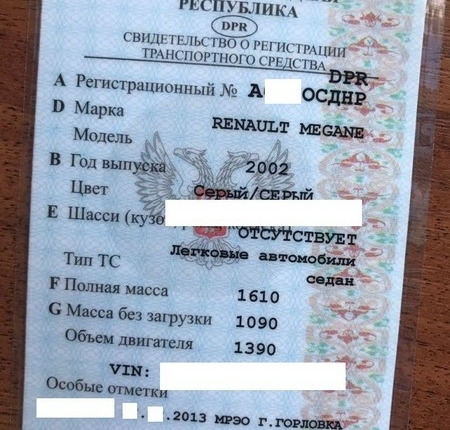 РЕСПУБЛИКА
DPR
СВИДЕТЕЛЬСТВО О РЕГИСТРАЦИИ
ТРАНСПОРТНОГО СРЕДСТВА
DPR
A Регистрационный № А ОСДНР
D Марка
RENAULT MEGANE
Модель
B Год выпуска 2002
Цвет Серый/СЕРЫЙ
E Шасси (кузо
ОТСУТСТВУЕТ
Легковые автомобили
Тип ТС седан
F Полная масса 1610
G Масса без загрузки 1090
Объем двигателя 1390
VIN:
Особые отметки
.2013 МРЭО Г.ГОРЛОВКА